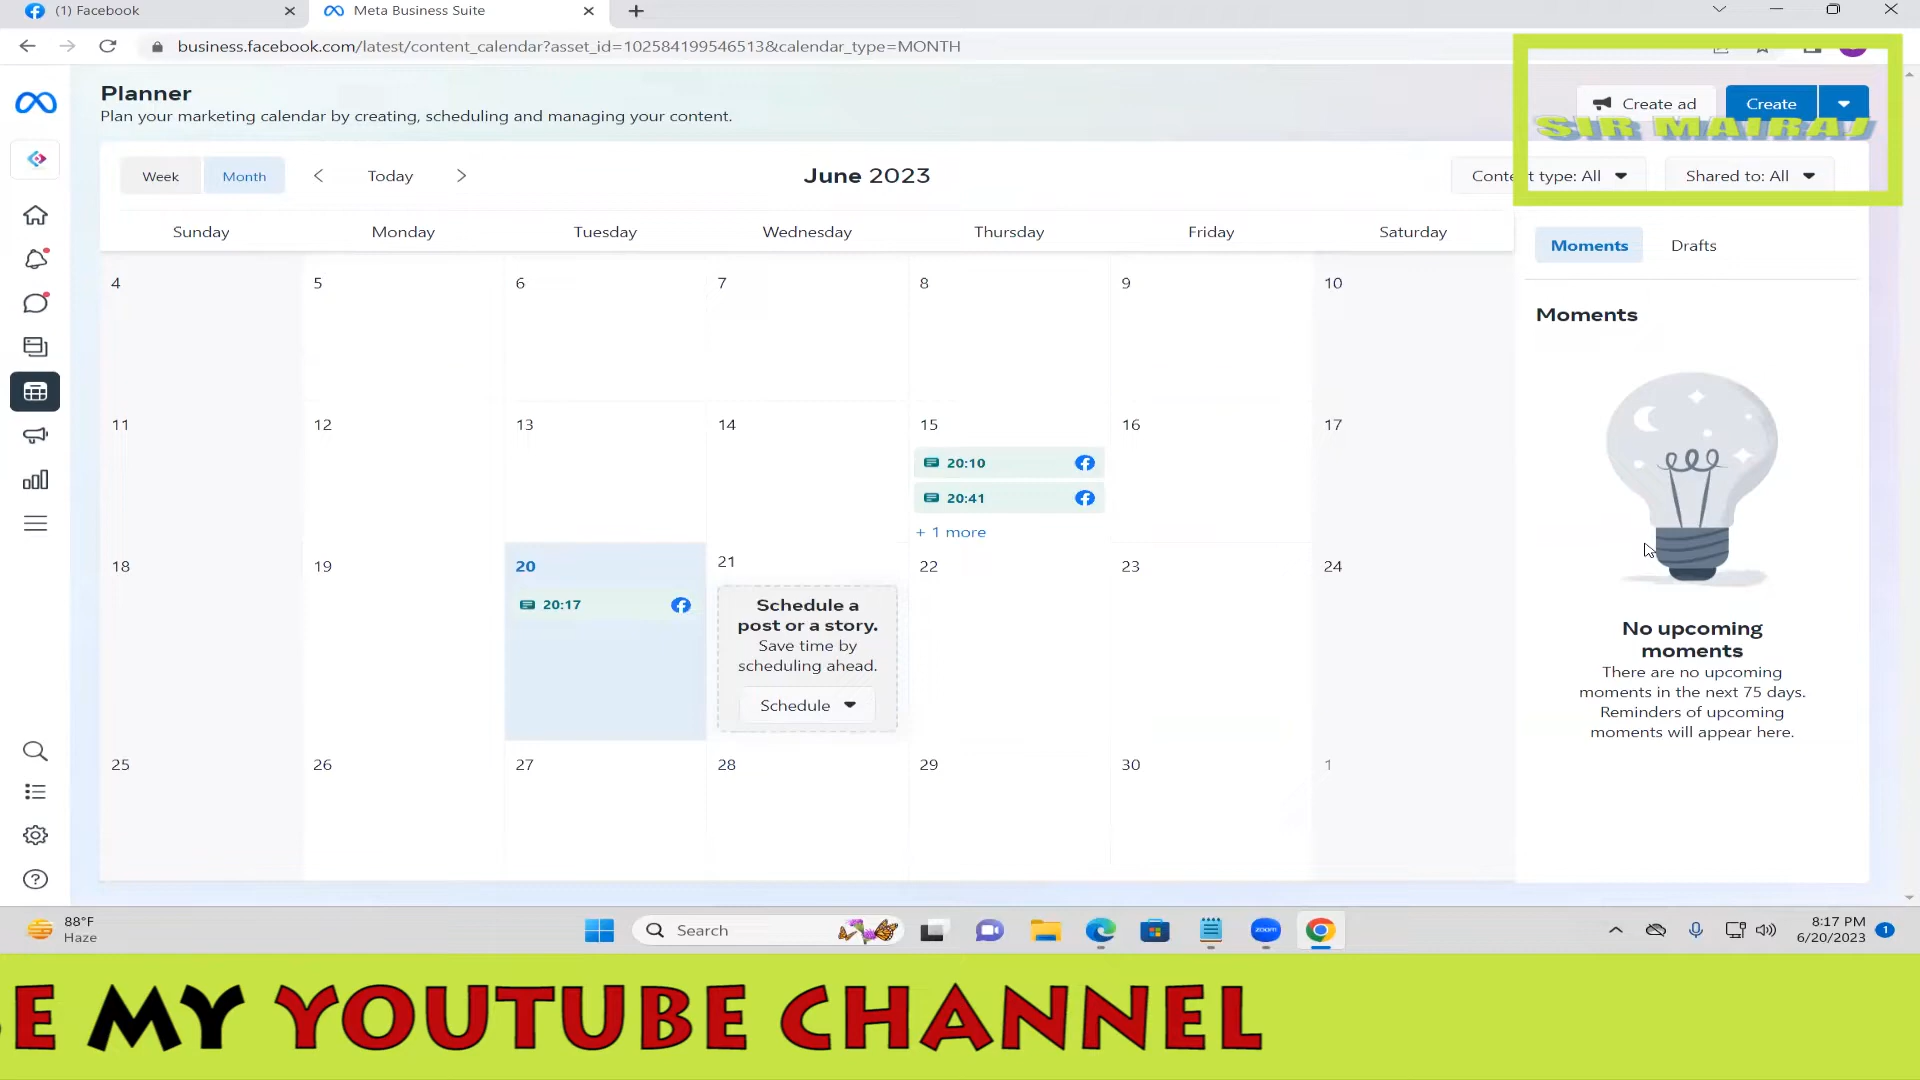 (1) Facebook
Meta Business Suite
business.facebook.com/latest/content_calendar?asset_id=102584199546513&calendar_type=MONTH
Planner
Plan your marketing calendar by creating, scheduling and managing your content.
Create ad
Create
SIR MAIRAJ
Week
Month
Today
June 2023
Content type: All
Shared to: All
Sunday
Monday
Tuesday
Wednesday
Thursday
Friday
Saturday
Moments
Drafts
4
5
6
7
8
9
10
Moments
11
12
13
14
15
16
17
20:10
20:41
+ 1 more
18
19
20
21
22
23
24
20:17
Schedule a
post or a story.
Save time by
scheduling ahead.
Schedule
No upcoming
moments
There are no upcoming
moments in the next 75 days.
Reminders of upcoming
moments will appear here.
25
26
27
28
29
30
1
88°F
Haze
Search
zoom
8:17 PM
6/20/2023
1
BE MY YOUTUBE CHANNEL